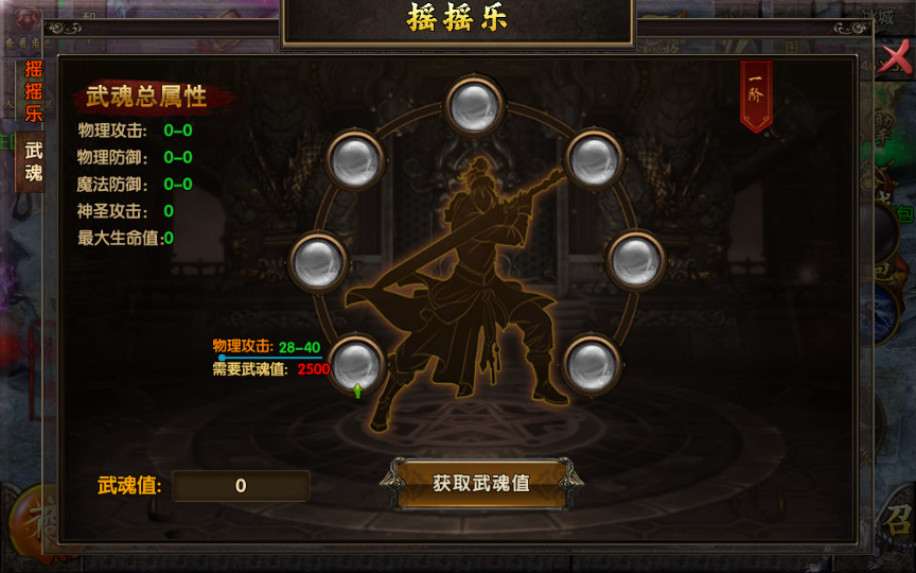 摇摇乐
摇摇乐
武魂
武魂总属性
物理攻击: 0-0
物理防御: 0-0
魔法防御: 0-0
神圣攻击: 0
最大生命值:0
一阶
物理攻击: 28-40
需要武魂值: 2500
武魂值: 0
获取武魂值
包
召